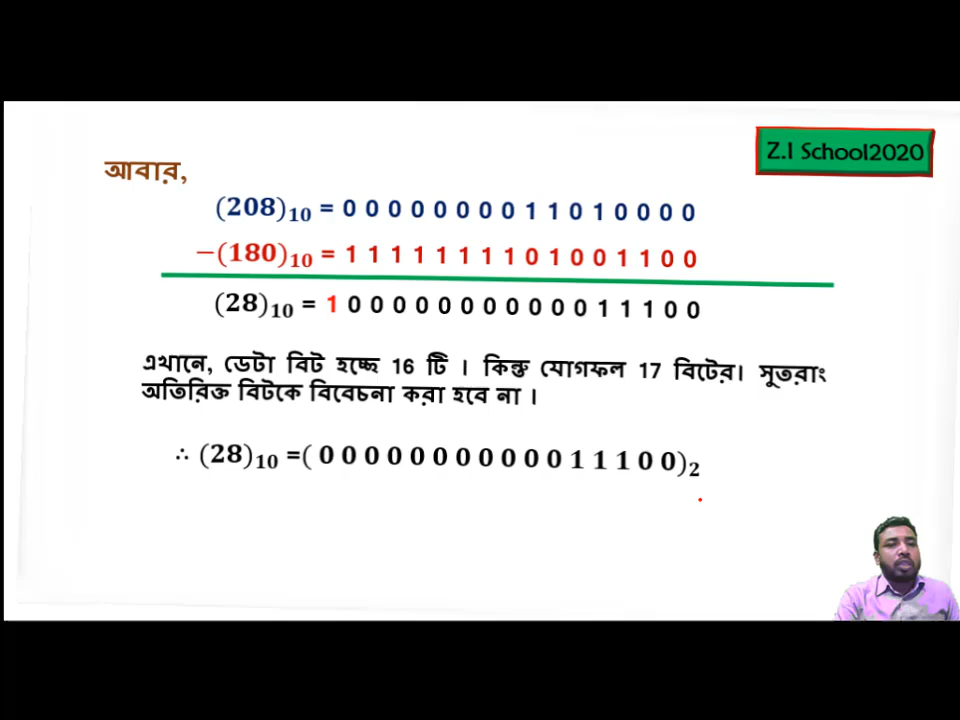 Z.I School2020
আবার,
(208)₁₀ = 0 0 0 0 0 0 0 0 1 1 0 1 0 0 0 0
−(180)₁₀ = 1 1 1 1 1 1 1 1 0 1 0 0 1 1 0 0
(28)₁₀ = 1 0 0 0 0 0 0 0 0 0 0 0 1 1 1 0 0
এখানে, ডেটা বিট হচ্ছে 16 টি । কিন্তু যোগফল 17 বিটের। সূতরাং
অতিরিক্ত বিটকে বিবেচনা করা হবে না ।
∴ (28)₁₀ =( 0 0 0 0 0 0 0 0 0 0 0 1 1 1 0 0 )₂